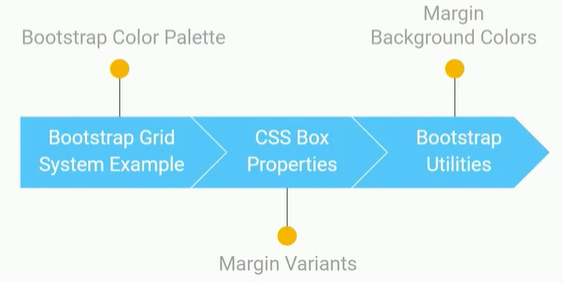 Bootstrap Color Palette
Margin
Background Colors
Bootstrap Grid
System Example
CSS Box
Properties
Bootstrap
Utilities
Margin Variants